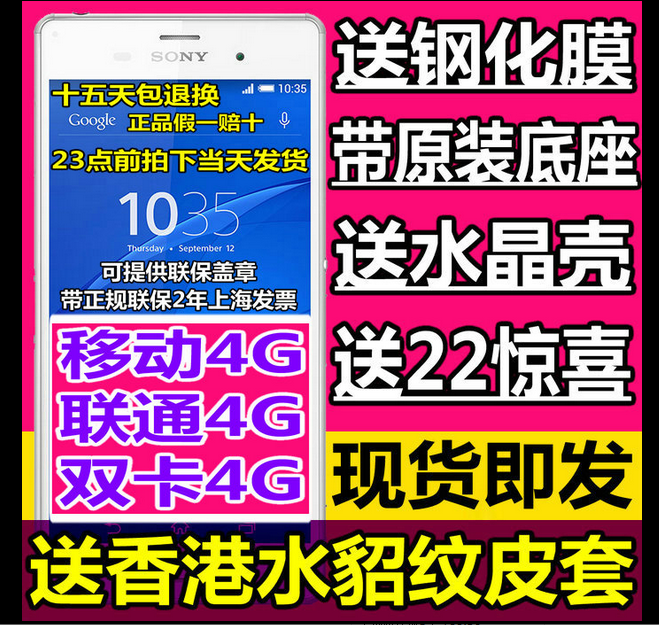 SONY
十五天包退换
10:35
Google
正品假一赔十
23点前拍下当天发货
1035
Thursday • September 12
可提供联保盖章
带正规联保2年上海发票
移动4G
联通4G
双卡4G
送钢化膜
带原装底座
送水晶壳
送22惊喜
现货即发
送香港水貂纹皮套